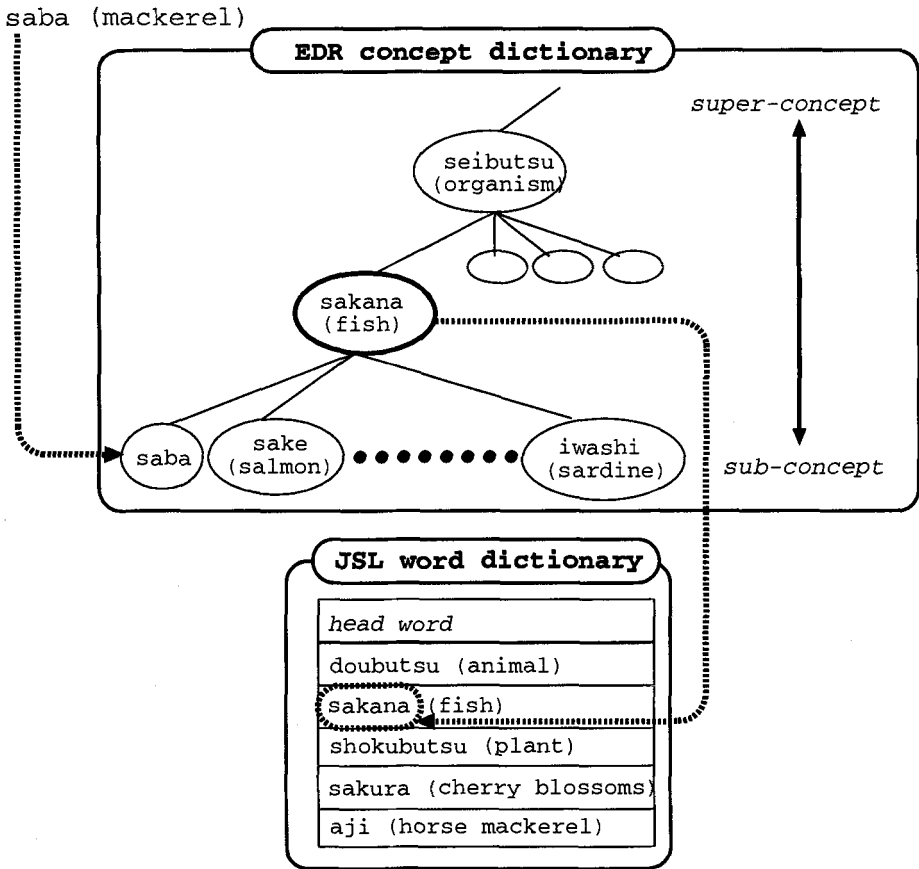 saba (mackerel)
EDR concept dictionary
super-concept
seibutsu
(organism)
sakana
(fish)
saba
sake
(salmon)
iwashi
(sardine)
sub-concept
JSL word dictionary
head word
doubutsu (animal)
sakana (fish)
shokubutsu (plant)
sakura (cherry blossoms)
aji (horse mackerel)